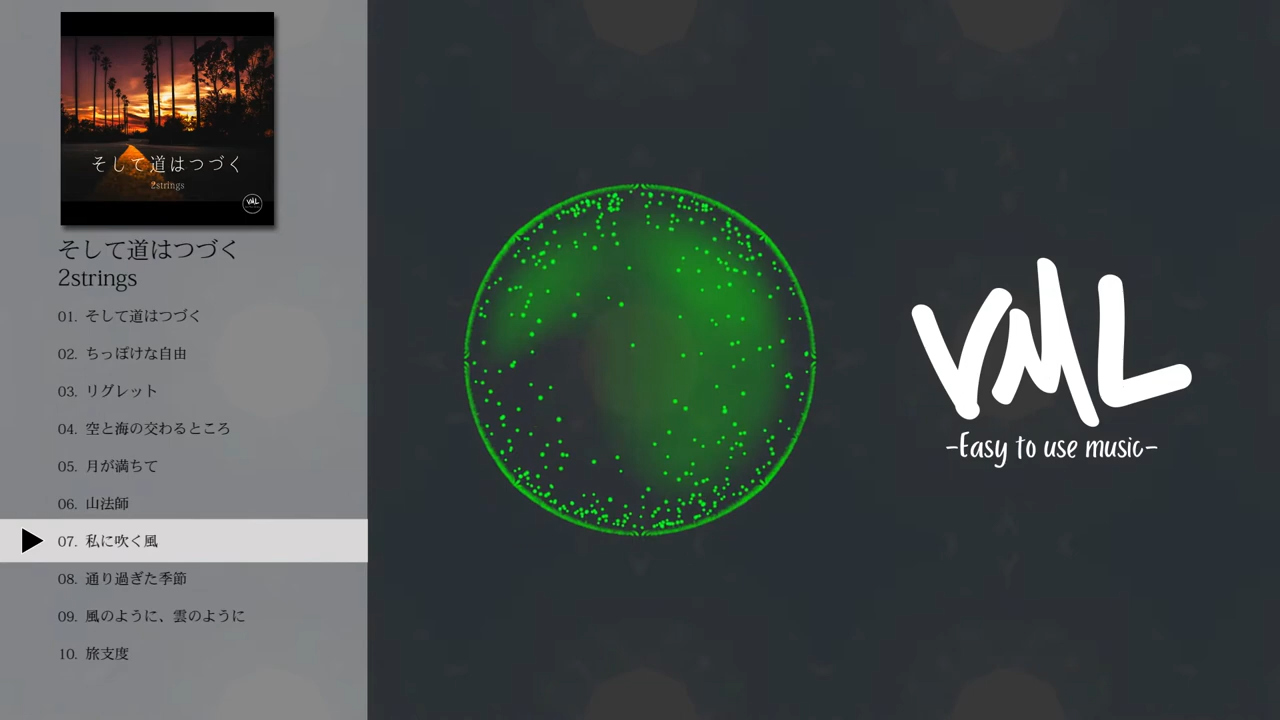 そして道はつづく
2strings
VML
そして道はつづく
2strings
01. そして道はつづく
02. ちっぽけな自由
03. リグレット
04. 空と海の交わるところ
05. 月が満ちて
06. 山法師
07. 私に吹く風
08. 通り過ぎた季節
09. 風のように、雲のように
10. 旅支度
VML
-Easy to use music-